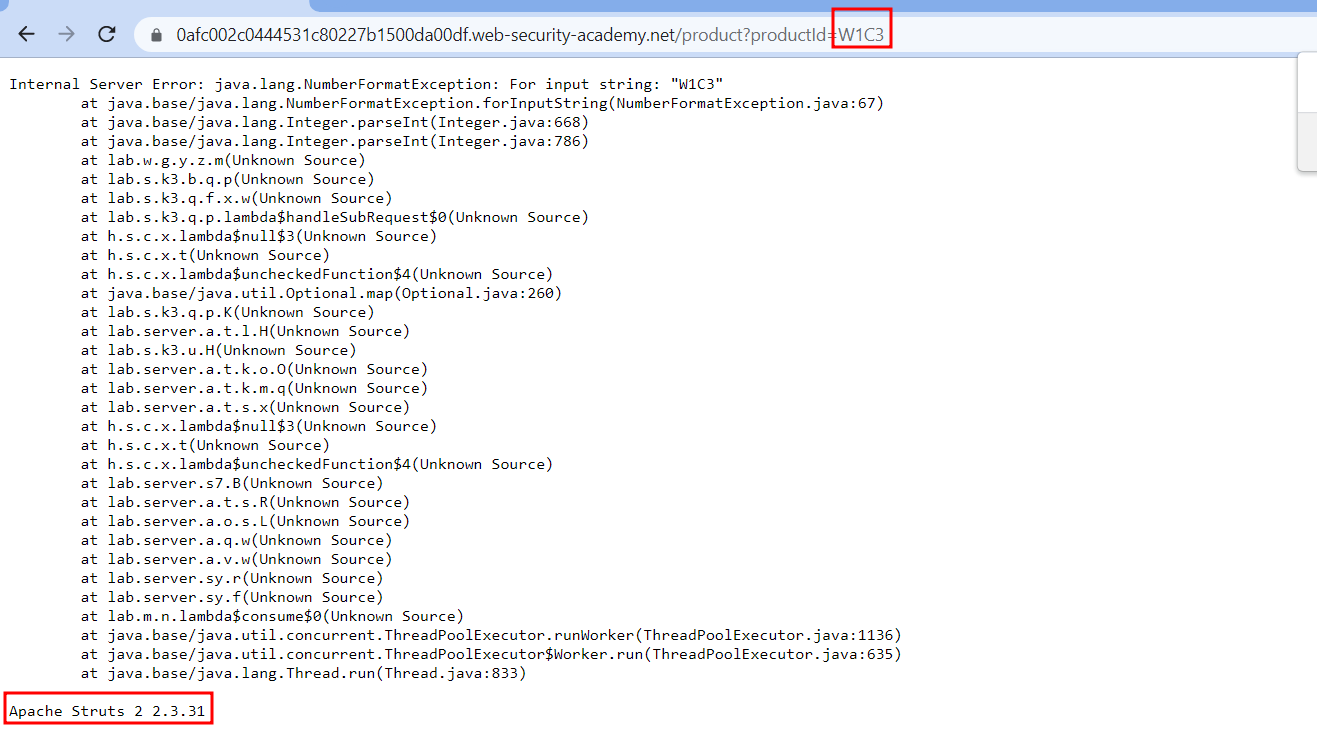 0afc002c0444531c80227b1500da00df.web-security-academy.net/product?productId=W1C3
Internal Server Error: java.lang.NumberFormatException: For input string: "W1C3"
at java.base/java.lang.NumberFormatException.forInputString(NumberFormatException.java:67)
at java.base/java.lang.Integer.parseInt(Integer.java:668)
at java.base/java.lang.Integer.parseInt(Integer.java:786)
at lab.w.g.y.z.m(Unknown Source)
at lab.s.k3.b.q.p(Unknown Source)
at lab.s.k3.q.f.x.w(Unknown Source)
at lab.s.k3.q.p.lambda$handleSubRequest$0(Unknown Source)
at h.s.c.x.lambda$null$3(Unknown Source)
at h.s.c.x.t(Unknown Source)
at h.s.c.x.lambda$uncheckedFunction$4(Unknown Source)
at java.base/java.util.Optional.map(Optional.java:260)
at lab.s.k3.q.p.K(Unknown Source)
at lab.server.a.t.l.H(Unknown Source)
at lab.s.k3.u.H(Unknown Source)
at lab.server.a.t.k.o.O(Unknown Source)
at lab.server.a.t.k.m.q(Unknown Source)
at lab.server.a.t.s.x(Unknown Source)
at h.s.c.x.lambda$null$3(Unknown Source)
at h.s.c.x.t(Unknown Source)
at h.s.c.x.lambda$uncheckedFunction$4(Unknown Source)
at lab.server.s7.B(Unknown Source)
at lab.server.a.t.s.R(Unknown Source)
at lab.server.a.o.s.L(Unknown Source)
at lab.server.a.q.w(Unknown Source)
at lab.server.a.v.w(Unknown Source)
at lab.server.sy.r(Unknown Source)
at lab.server.sy.f(Unknown Source)
at lab.m.n.lambda$consume$0(Unknown Source)
at java.base/java.util.concurrent.ThreadPoolExecutor.runWorker(ThreadPoolExecutor.java:1136)
at java.base/java.util.concurrent.ThreadPoolExecutor$Worker.run(ThreadPoolExecutor.java:635)
at java.base/java.lang.Thread.run(Thread.java:833)
Apache Struts 2 2.3.31